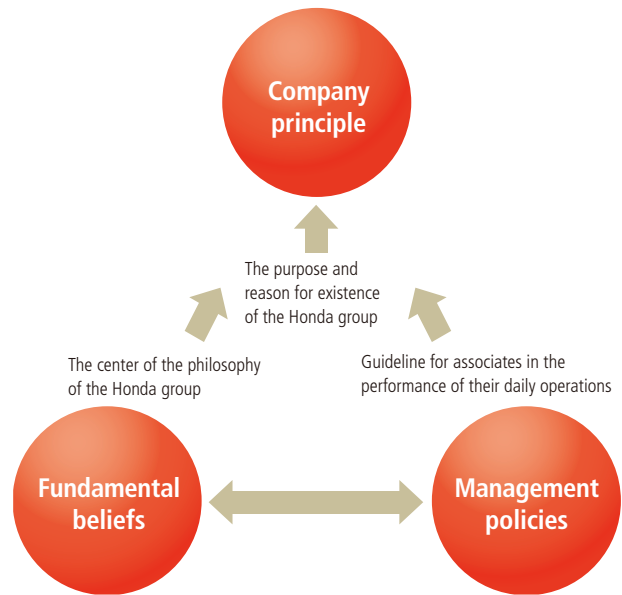 Company
principle
The purpose and
reason for existence
of the Honda group
The center of the philosophy
of the Honda group
Guideline for associates in the
performance of their daily operations
Fundamental
beliefs
Management
policies